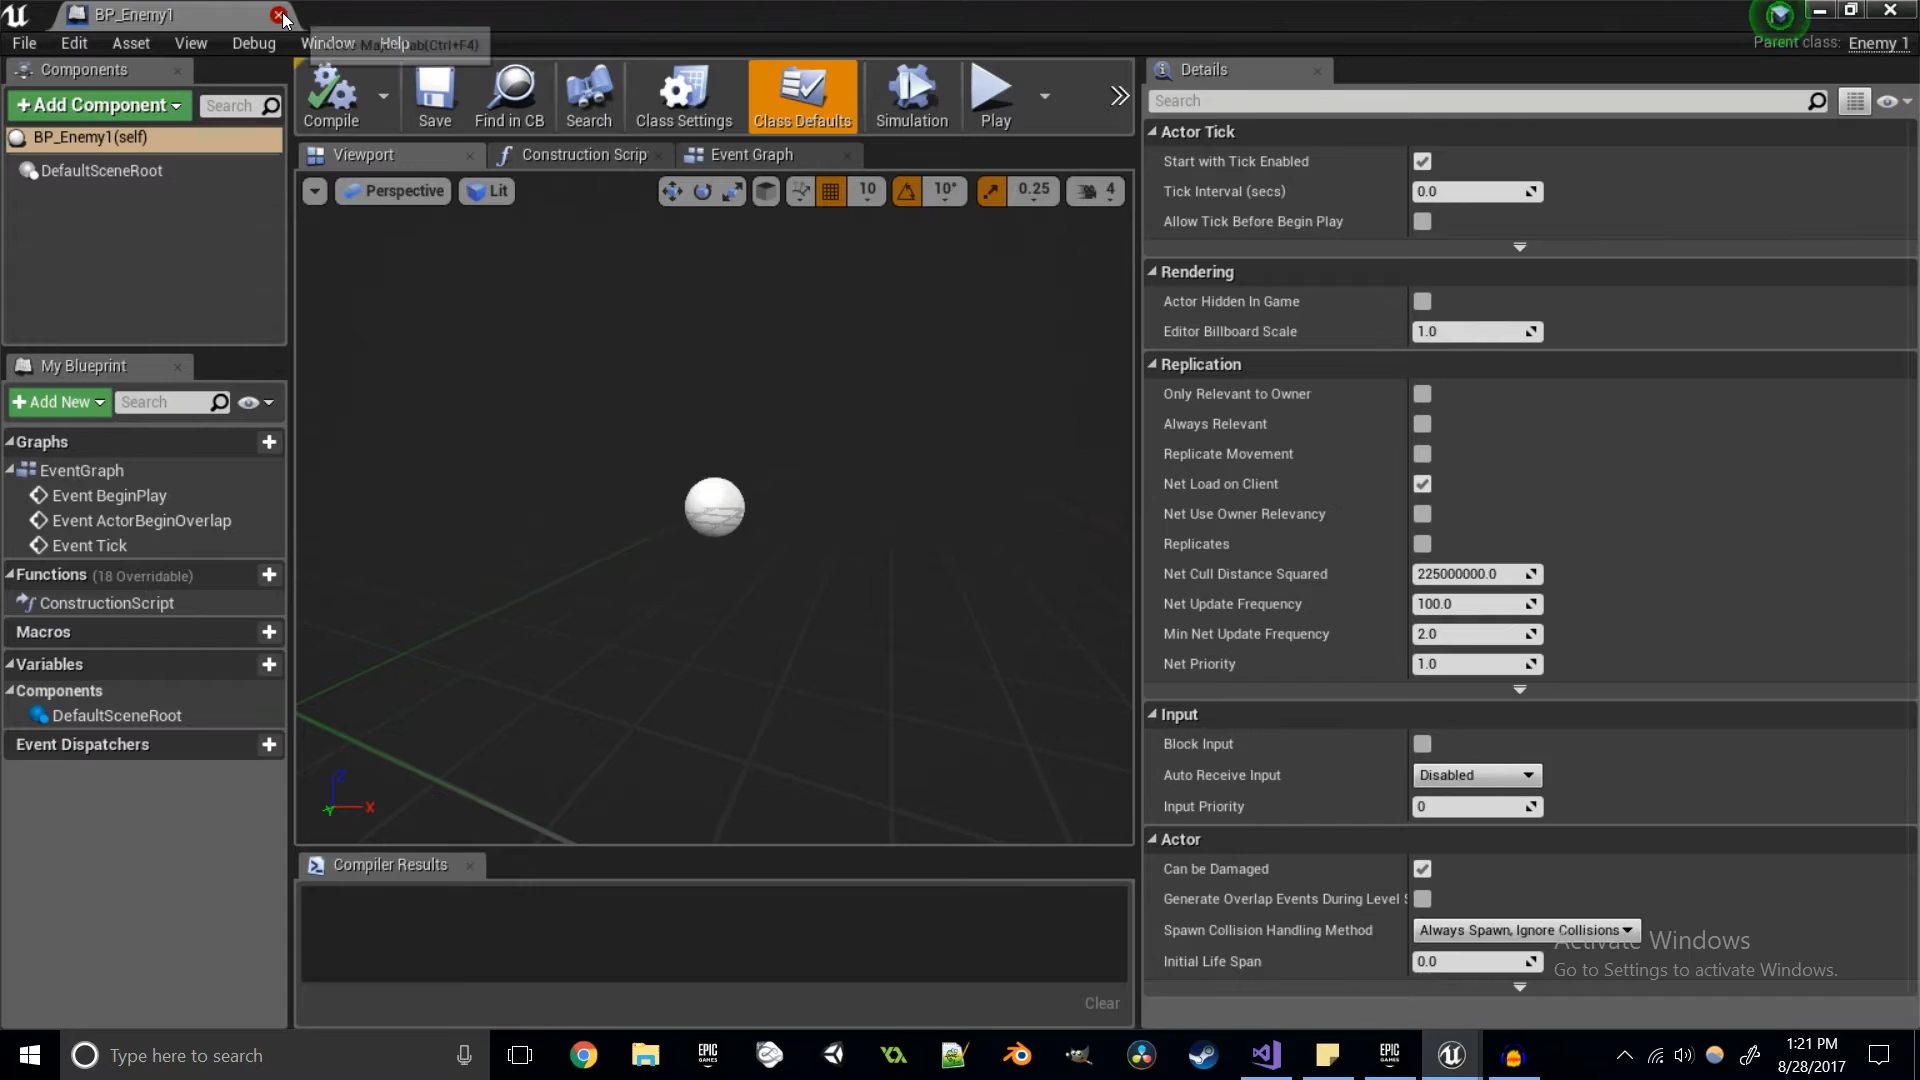 BP_Enemy1
File Edit Asset View Debug Window Help
Major Tab(Ctrl+F4)
Parent class: Enemy 1
Components
+Add Component Search
BP_Enemy1(self)
DefaultSceneRoot
Compile
Save
Find in CB
Search
Class Settings
Class Defaults
Simulation
Play
Viewport
Construction Scrip
Event Graph
Perspective Lit
10 10° 0.25 4
Z
X
Y
My Blueprint
+Add New Search
Graphs
EventGraph
Event BeginPlay
Event ActorBeginOverlap
Event Tick
Functions (18 Overridable)
ConstructionScript
Macros
Variables
Components
DefaultSceneRoot
Event Dispatchers
Compiler Results
Clear
Details
Search
Actor Tick
Start with Tick Enabled
Tick Interval (secs) 0.0
Allow Tick Before Begin Play
Rendering
Actor Hidden In Game
Editor Billboard Scale 1.0
Replication
Only Relevant to Owner
Always Relevant
Replicate Movement
Net Load on Client
Net Use Owner Relevancy
Replicates
Net Cull Distance Squared 225000000.0
Net Update Frequency 100.0
Min Net Update Frequency 2.0
Net Priority 1.0
Input
Block Input
Auto Receive Input Disabled
Input Priority 0
Actor
Can be Damaged
Generate Overlap Events During Level S
Spawn Collision Handling Method Always Spawn, Ignore Collisions
Initial Life Span 0.0
Activate Windows
Go to Settings to activate Windows.
Type here to search
EPIC GAMES
EPIC GAMES
1:21 PM
8/28/2017